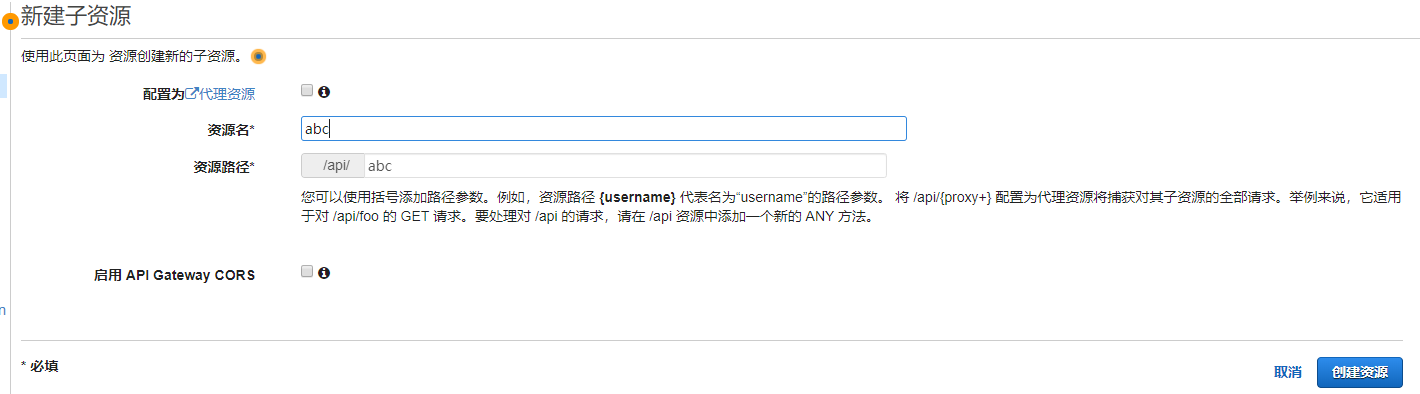 新建子资源
使用此页面为 资源创建新的子资源。
配置为代理资源
资源名*
abc
资源路径*
/api/ abc
您可以使用括号添加路径参数。例如，资源路径 {username} 代表名为“username”的路径参数。 将 /api/{proxy+} 配置为代理资源将捕获对其子资源的全部请求。举例来说，它适用
于对 /api/foo 的 GET 请求。要处理对 /api 的请求，请在 /api 资源中添加一个新的 ANY 方法。
启用 API Gateway CORS
n
* 必填
取消
创建资源